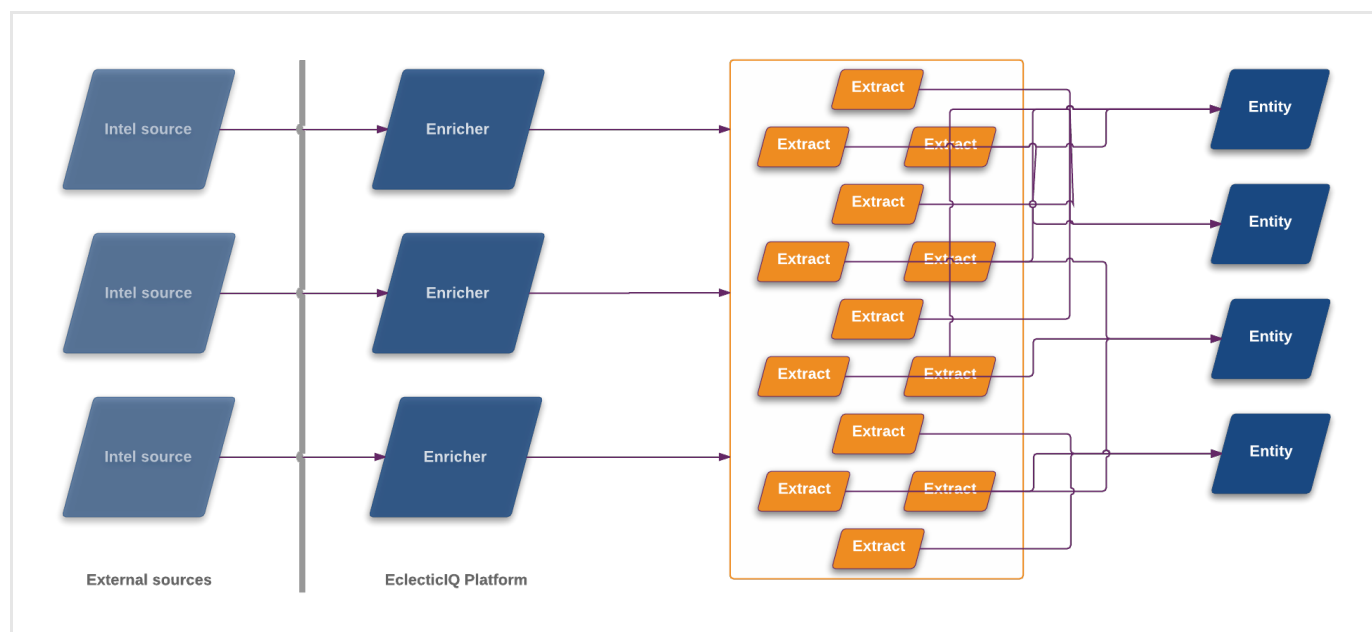 Intel source
Enricher
Intel source
Enricher
Intel source
Enricher
External sources
EclecticIQ Platform
Extract
Extract
Extract
Extract
Extract
Extract
Extract
Extract
Extract
Extract
Extract
Extract
Extract
Entity
Entity
Entity
Entity